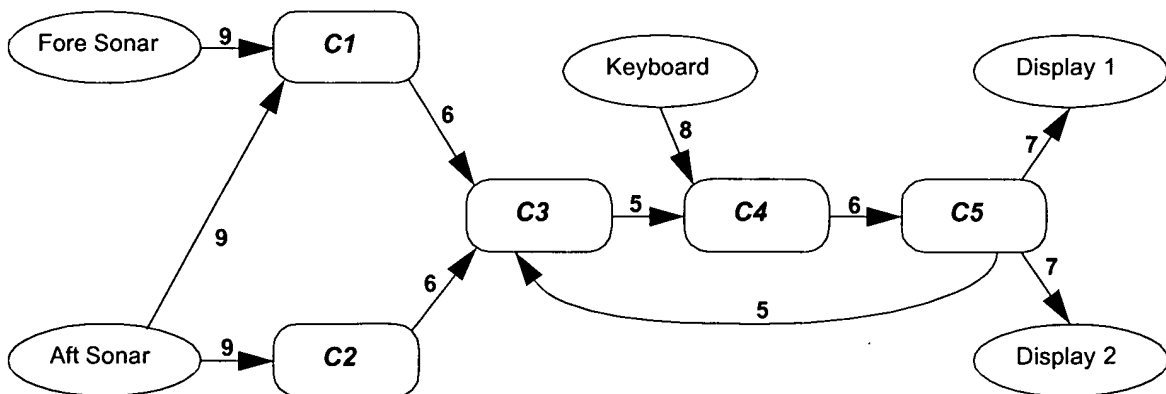 Fore Sonar
9
C1
Keyboard
Display 1
6
8
7
C3
5
C4
6
C5
9
6
5
7
Aft Sonar
9
C2
Display 2